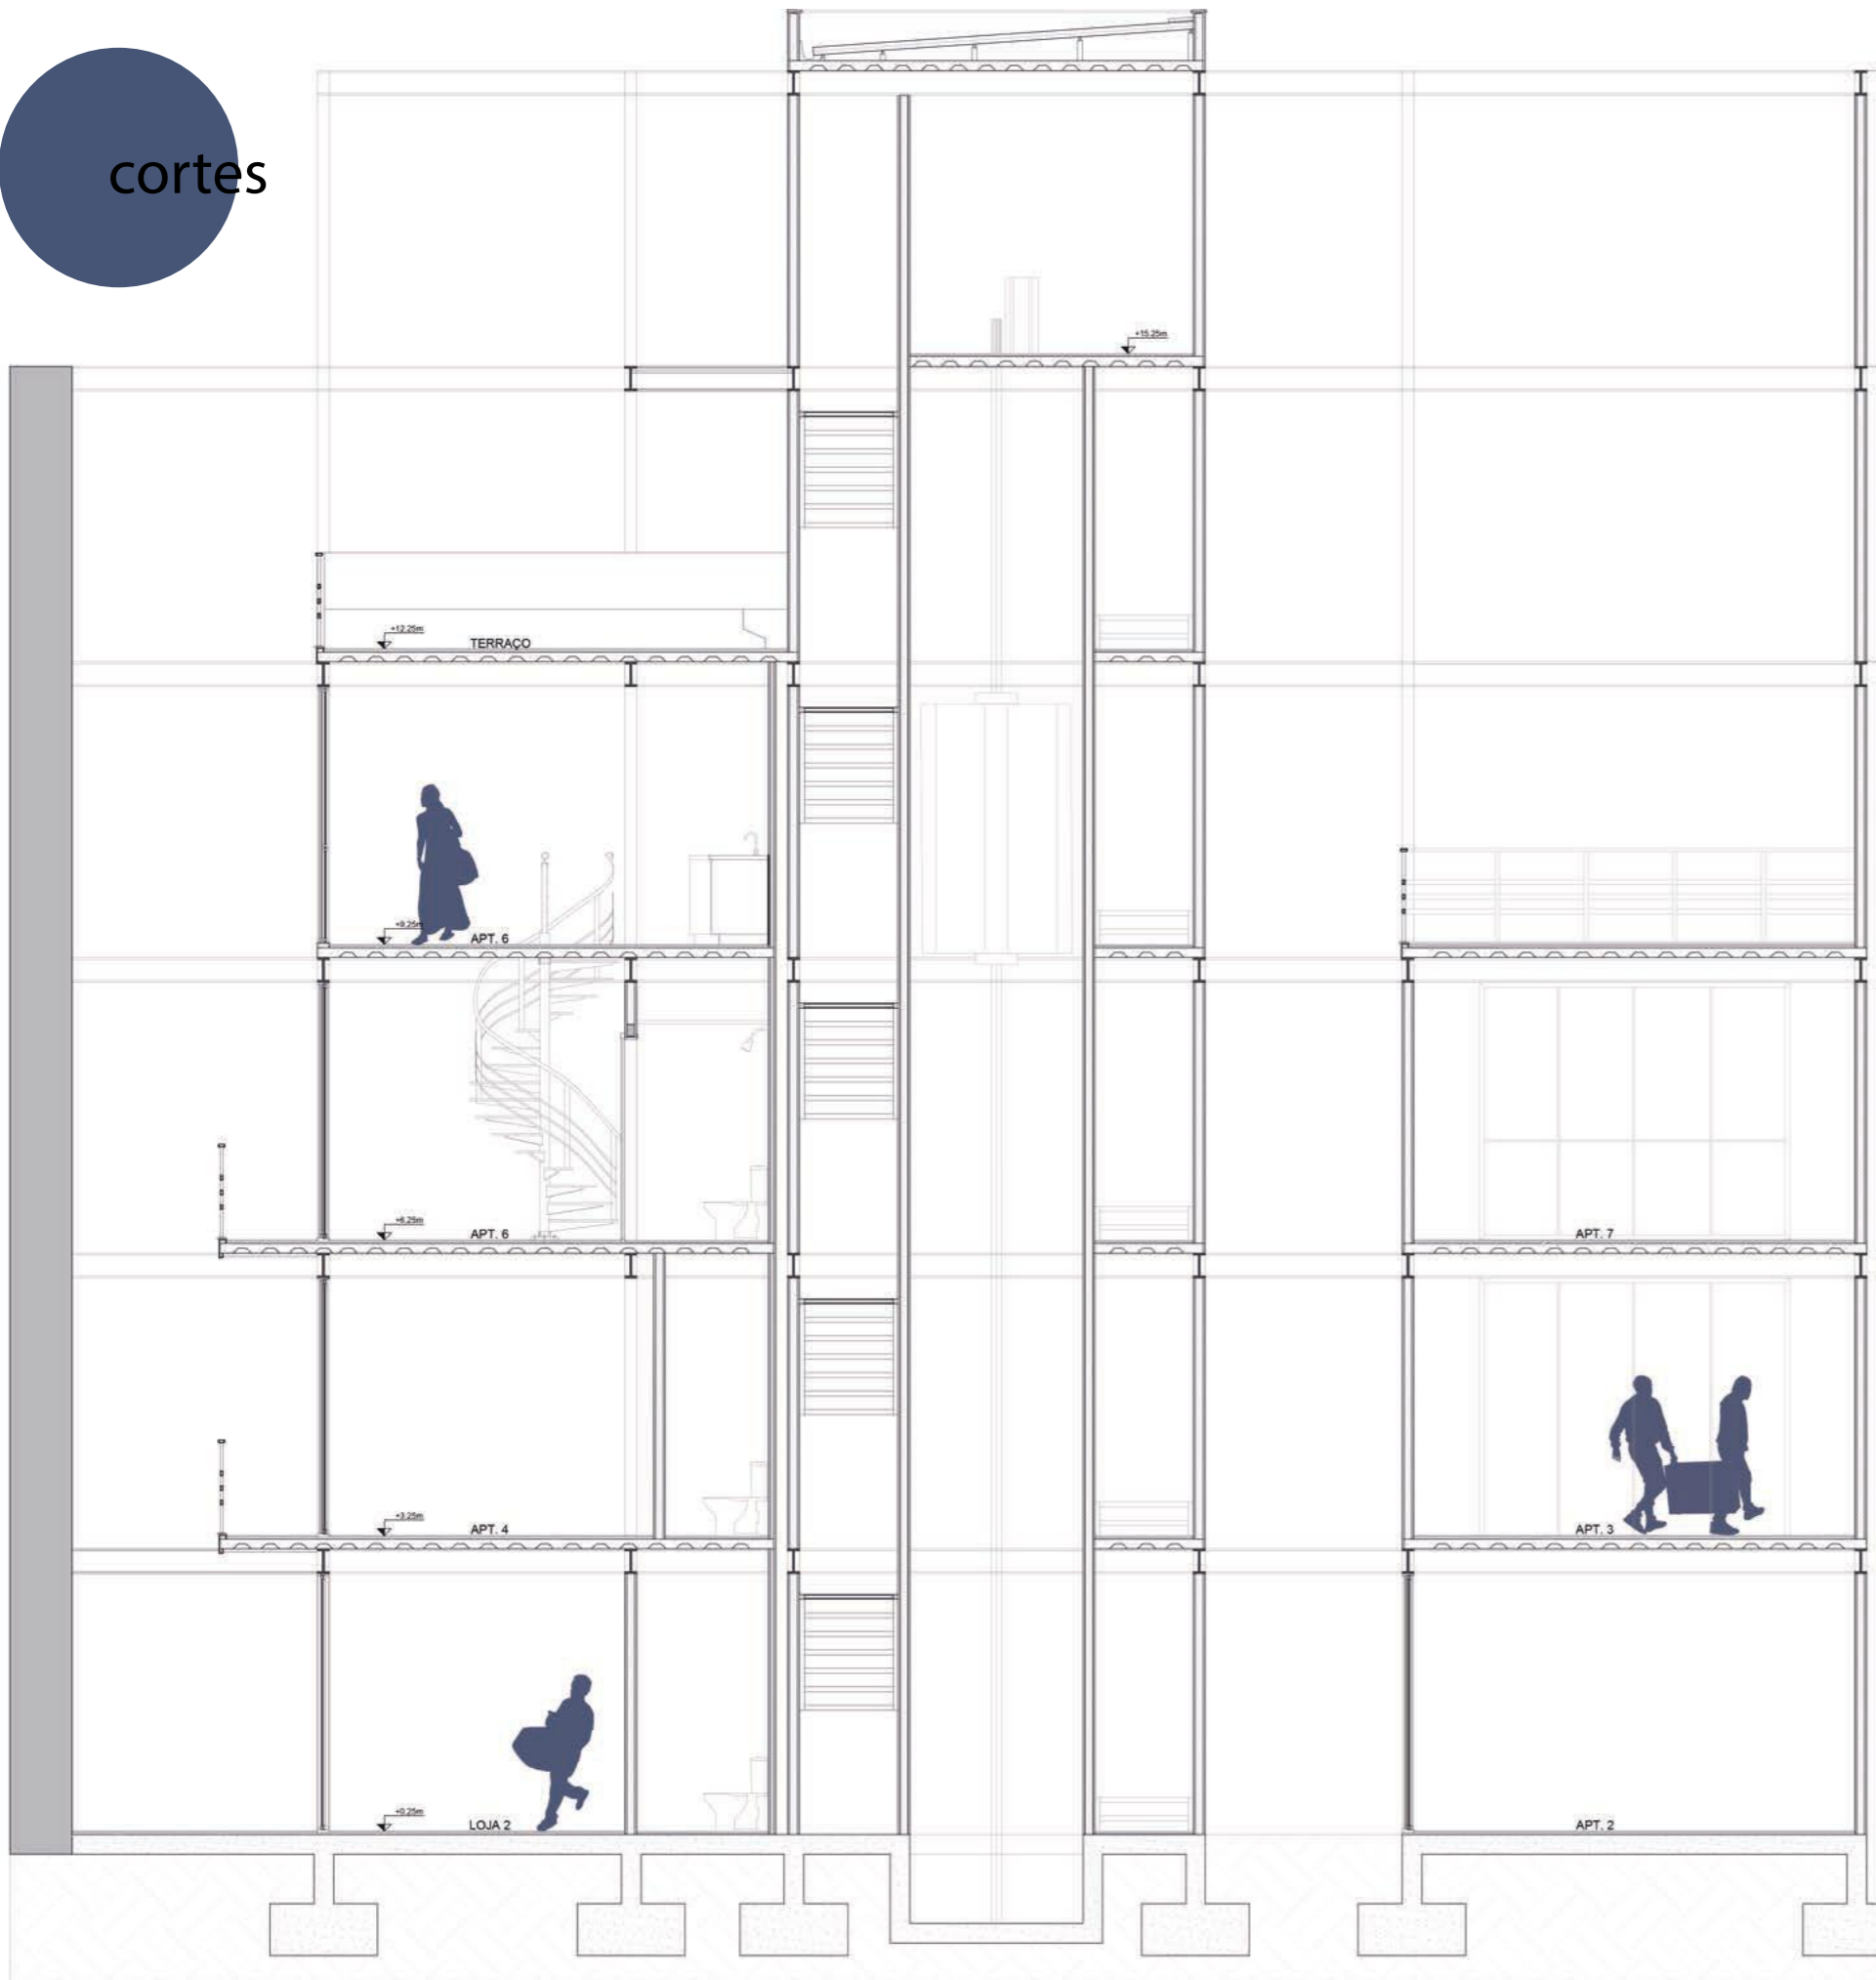 cortes
+15.25m
+12.25m
TERRAÇO
+9.25m
APT. 6
+6.25m
APT. 6
APT. 7
+3.25m
APT. 4
APT. 3
+0.25m
LOJA 2
APT. 2